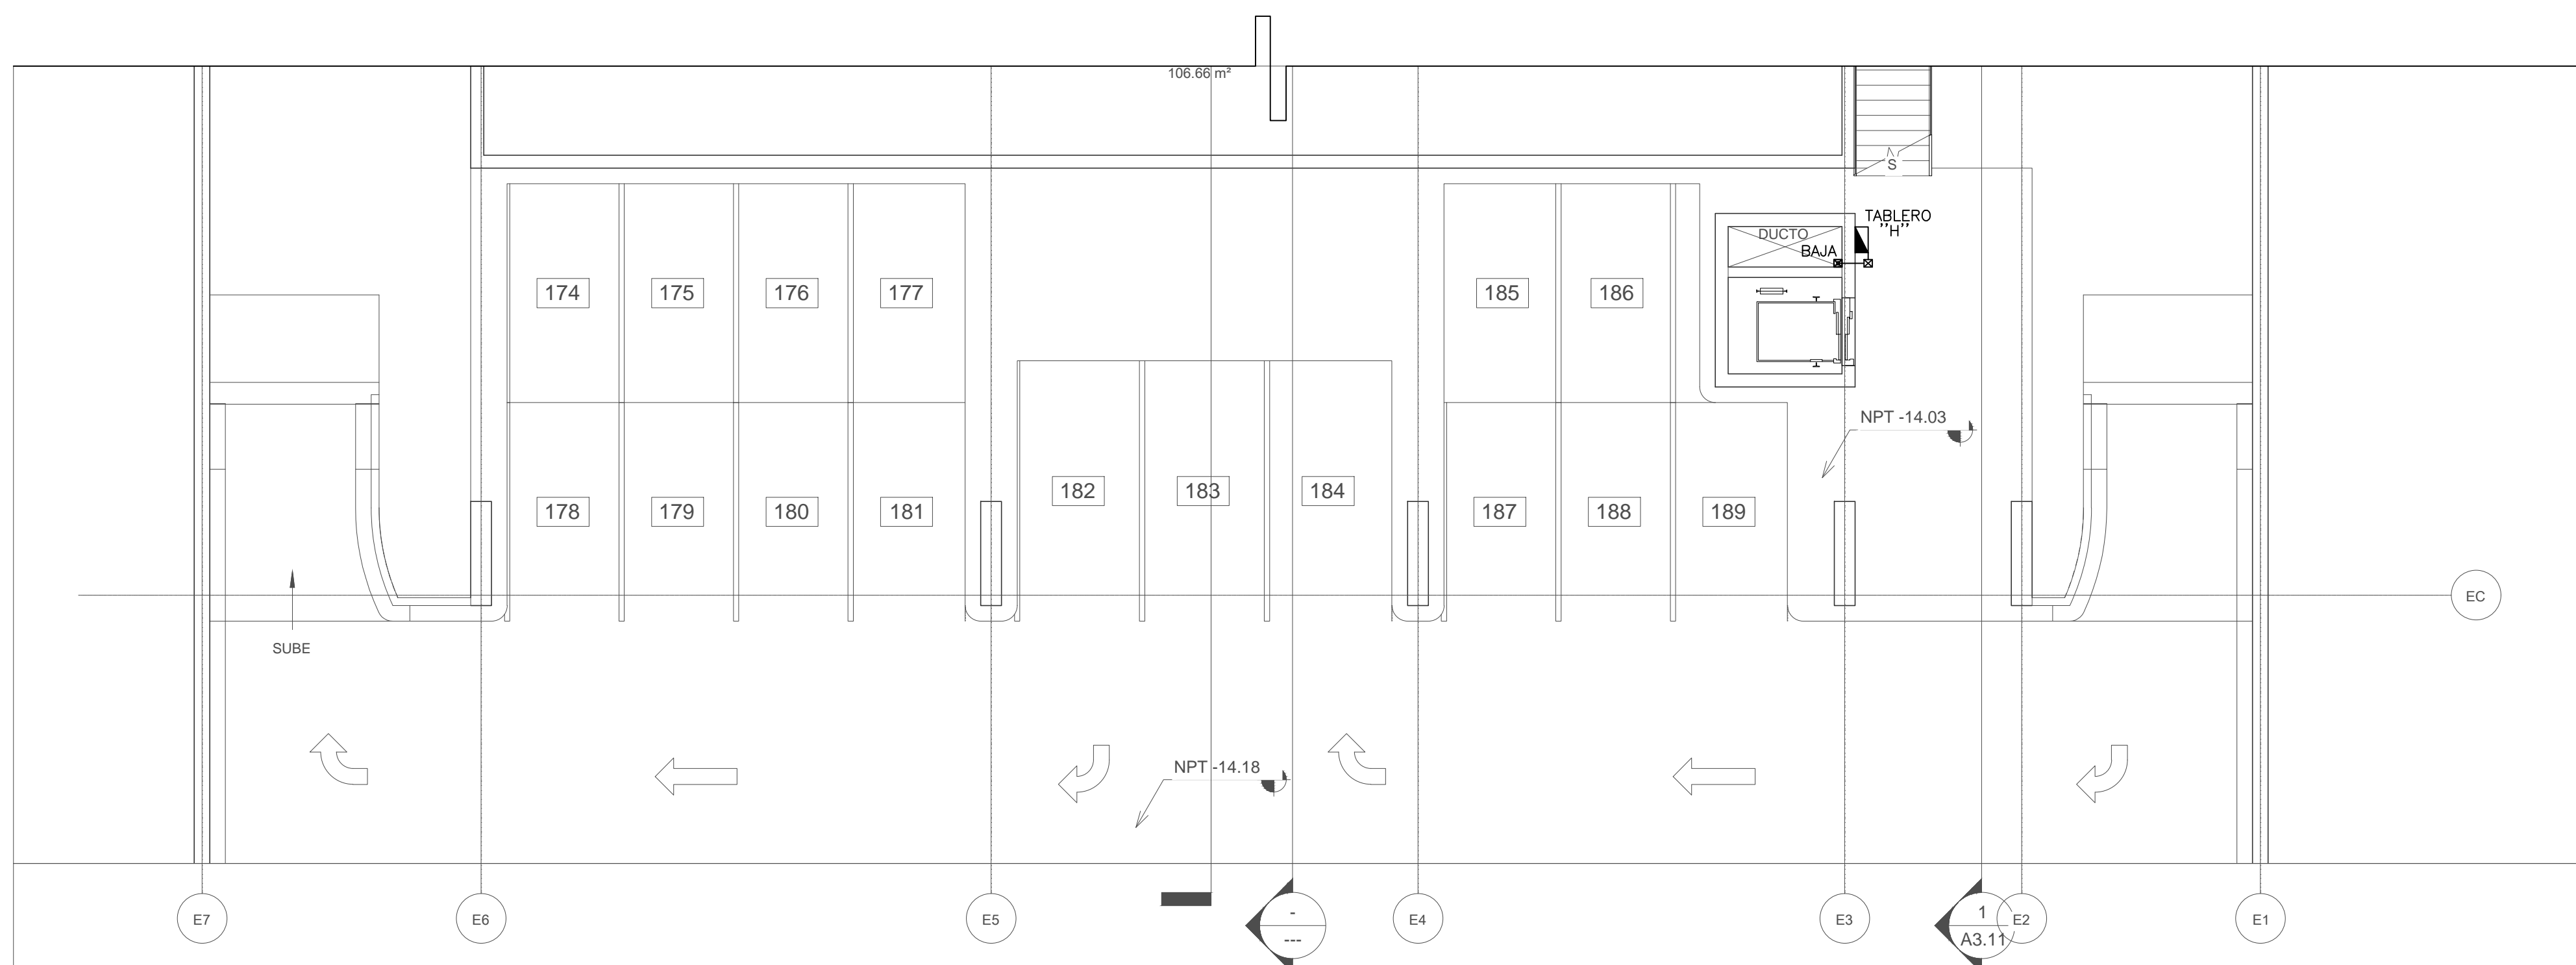 106.66 m²
S
TABLERO
''H''
DUCTO
BAJA
174
175
176
177
185
186
NPT -14.03
182
183
184
178
179
180
181
187
188
189
EC
SUBE
NPT -14.18
E7
E6
E5
-
---
E4
E3
1
A3.11
E2
E1